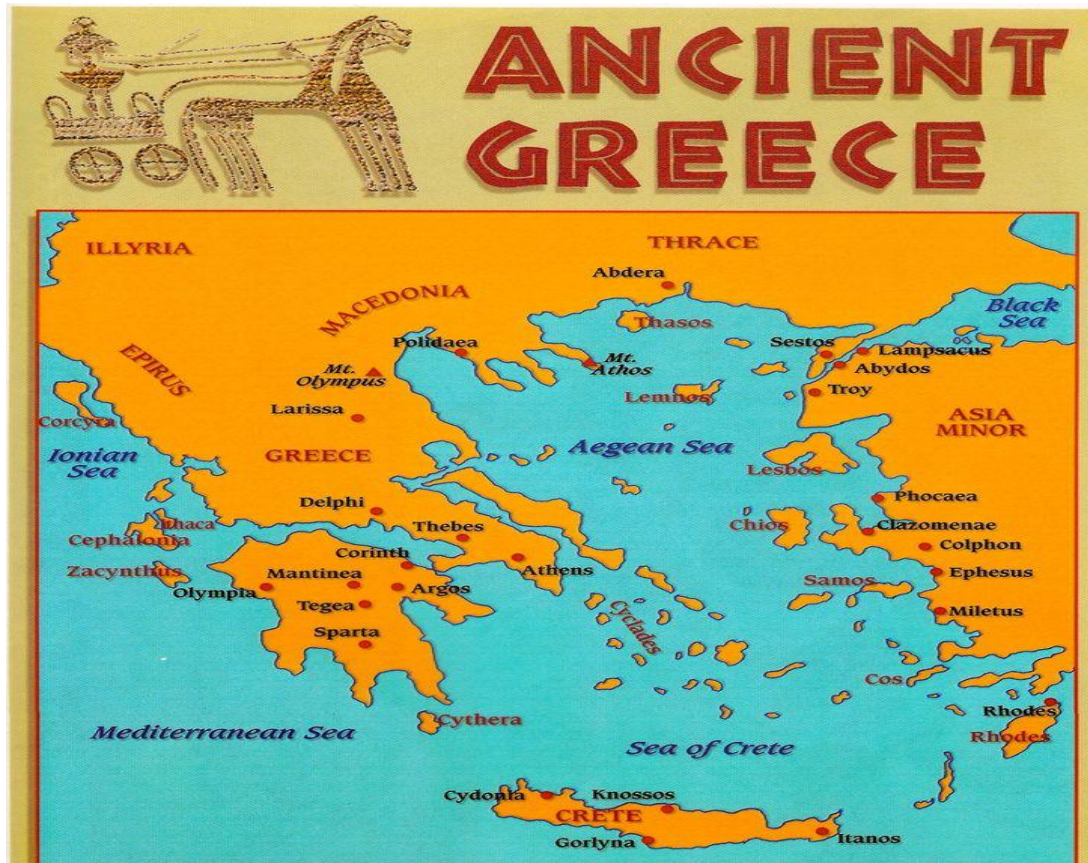 ANCIENT
GREECE
ILLYRIA
THRACE
Abdera
MACEDONIA
Black
Sea
Thasos
Polidaea
Sestos
Lampsacus
Mt.
Athos
Abydos
EPIRUS
Mt.
Olympus
Troy
Lemnos
Larissa
ASIA
MINOR
Corcyra
Ionian
Sea
GREECE
Aegean Sea
Lesbos
Delphi
Phocaea
Ithaca
Thebes
Chios
Clazomenae
Cephalonia
Colphon
Corinth
Zacynthus
Mantinea
Athens
Ephesus
Olympia
Argos
Samos
Tegea
Cyclades
Miletus
Sparta
Cos
Rhodes
Cythera
Rhodes
Mediterranean Sea
Sea of Crete
Cydonia
Knossos
CRETE
Itanos
Gorlyna